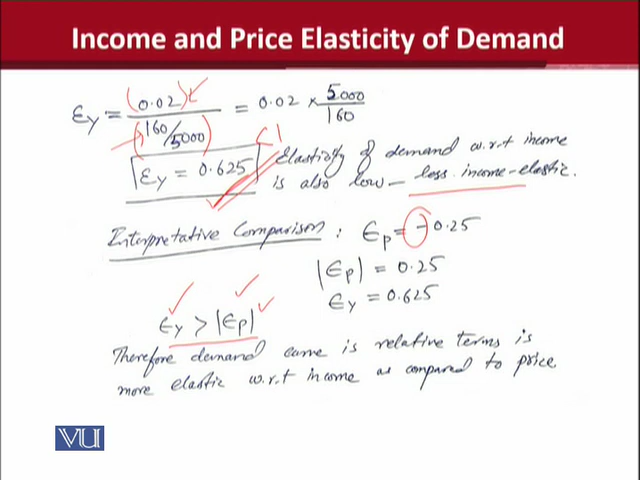 Income and Price Elasticity of Demand
ϵY = (0.02) / (160/5000) = 0.02 × 5000/160
ϵY = 0.625 < 1 Elasticity of demand w.r.t income
is also low – less income-elastic.
Interpretative Comparison : ϵp = -0.25
|ϵp| = 0.25
ϵY = 0.625
ϵY > |ϵp|
Therefore demand curve is relative terms is
more elastic w.r.t income as compared to price
VU